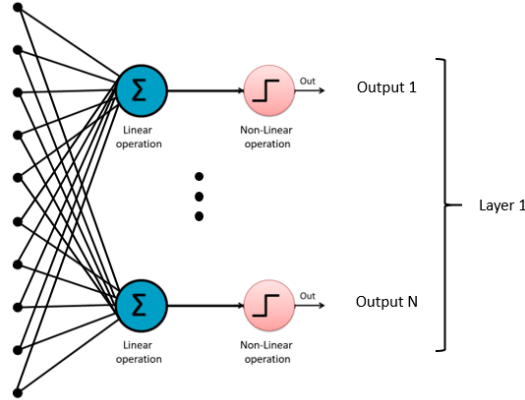 Σ
Out
Output 1
Linear
operation
Non-Linear
operation
Layer 1
Σ
Out
Output N
Linear
operation
Non-Linear
operation